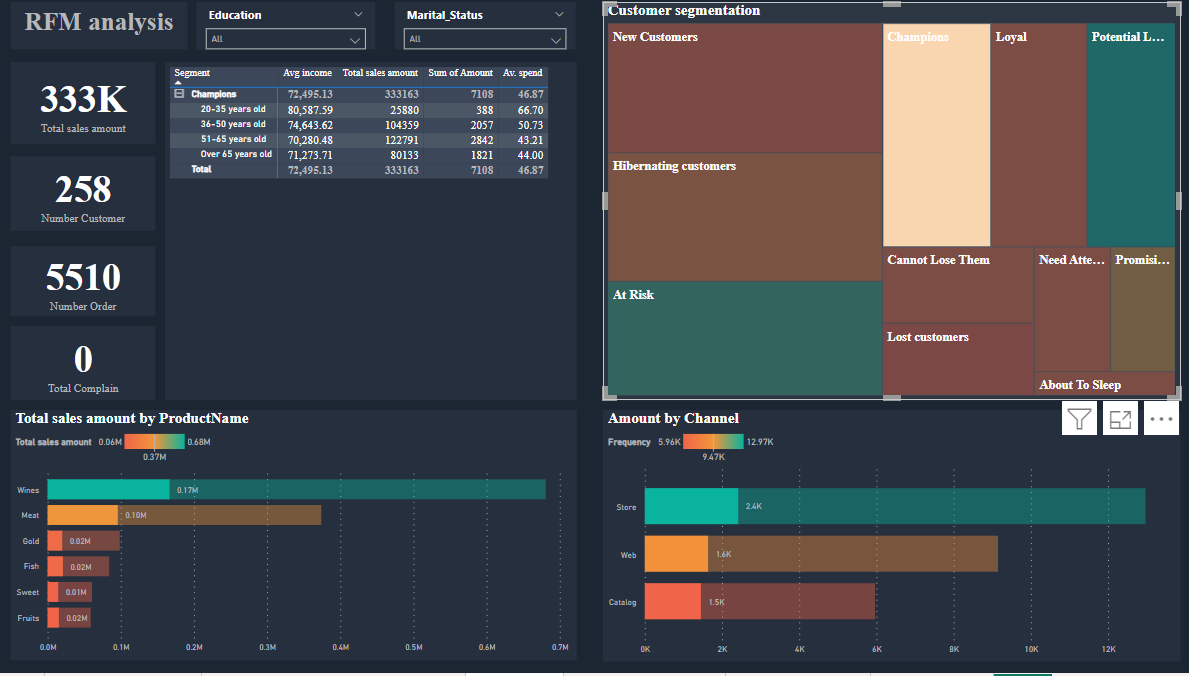 RFM analysis
Education
All
Marital_Status
All
333K
Total sales amount
258
Number Customer
5510
Number Order
0
Total Complain
Segment Avg income Total sales amount Sum of Amount Av. spend
Champions 72,495.13 333163 7108 46.87
20-35 years old 80,587.59 25880 388 66.70
36-50 years old 74,643.62 104359 2057 50.73
51-65 years old 70,280.48 122791 2842 43.21
Over 65 years old 71,273.71 80133 1821 44.00
Total 72,495.13 333163 7108 46.87
Customer segmentation
New Customers
Champions
Loyal
Potential L...
Hibernating customers
At Risk
Cannot Lose Them
Need Atte...
Promisi...
Lost customers
About To Sleep
Total sales amount by ProductName
Total sales amount 0.06M 0.68M
0.37M
Wines 0.17M
Meat 0.10M
Gold 0.02M
Fish 0.02M
Sweet 0.01M
Fruits 0.02M
0.0M 0.1M 0.2M 0.3M 0.4M 0.5M 0.6M 0.7M
Amount by Channel
Frequency 5.96K 12.97K
9.47K
Store 2.4K
Web 1.6K
Catalog 1.5K
0K 2K 4K 6K 8K 10K 12K